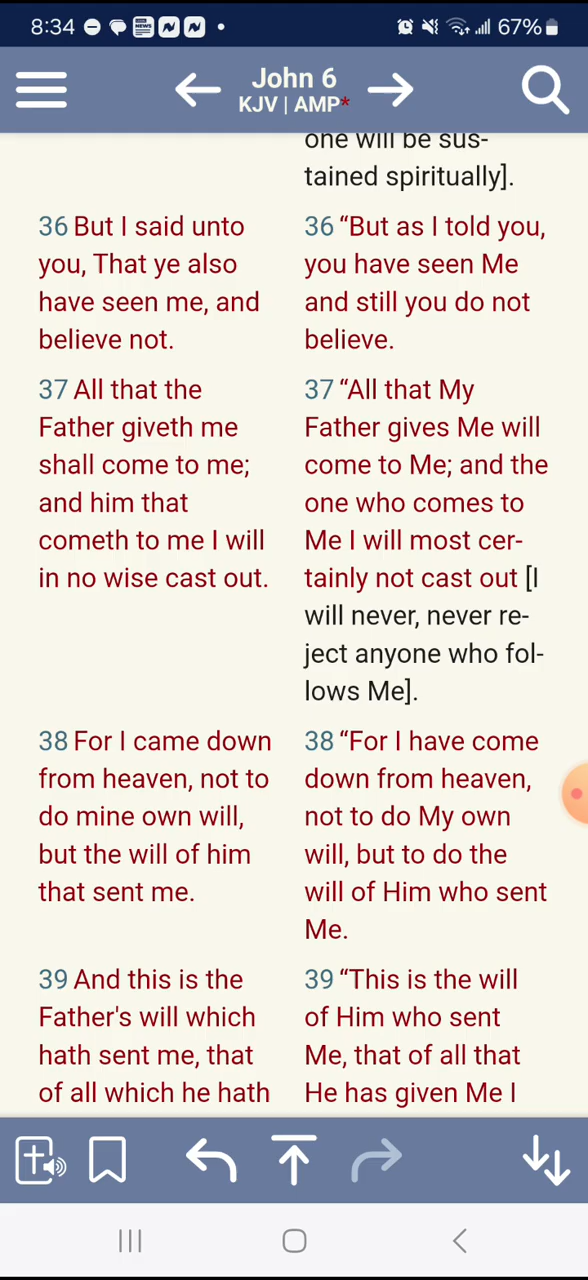 8:34
NEWS
67%
John 6
KJV | AMP*
36 But I said unto
you, That ye also
have seen me, and
believe not.
37 All that the
Father giveth me
shall come to me;
and him that
cometh to me I will
in no wise cast out.
38 For I came down
from heaven, not to
do mine own will,
but the will of him
that sent me.
39 And this is the
Father's will which
hath sent me, that
of all which he hath
one will be sus-
tained spiritually].
36 “But as I told you,
you have seen Me
and still you do not
believe.
37 “All that My
Father gives Me will
come to Me; and the
one who comes to
Me I will most cer-
tainly not cast out [I
will never, never re-
ject anyone who fol-
lows Me].
38 “For I have come
down from heaven,
not to do My own
will, but to do the
will of Him who sent
Me.
39 “This is the will
of Him who sent
Me, that of all that
He has given Me I